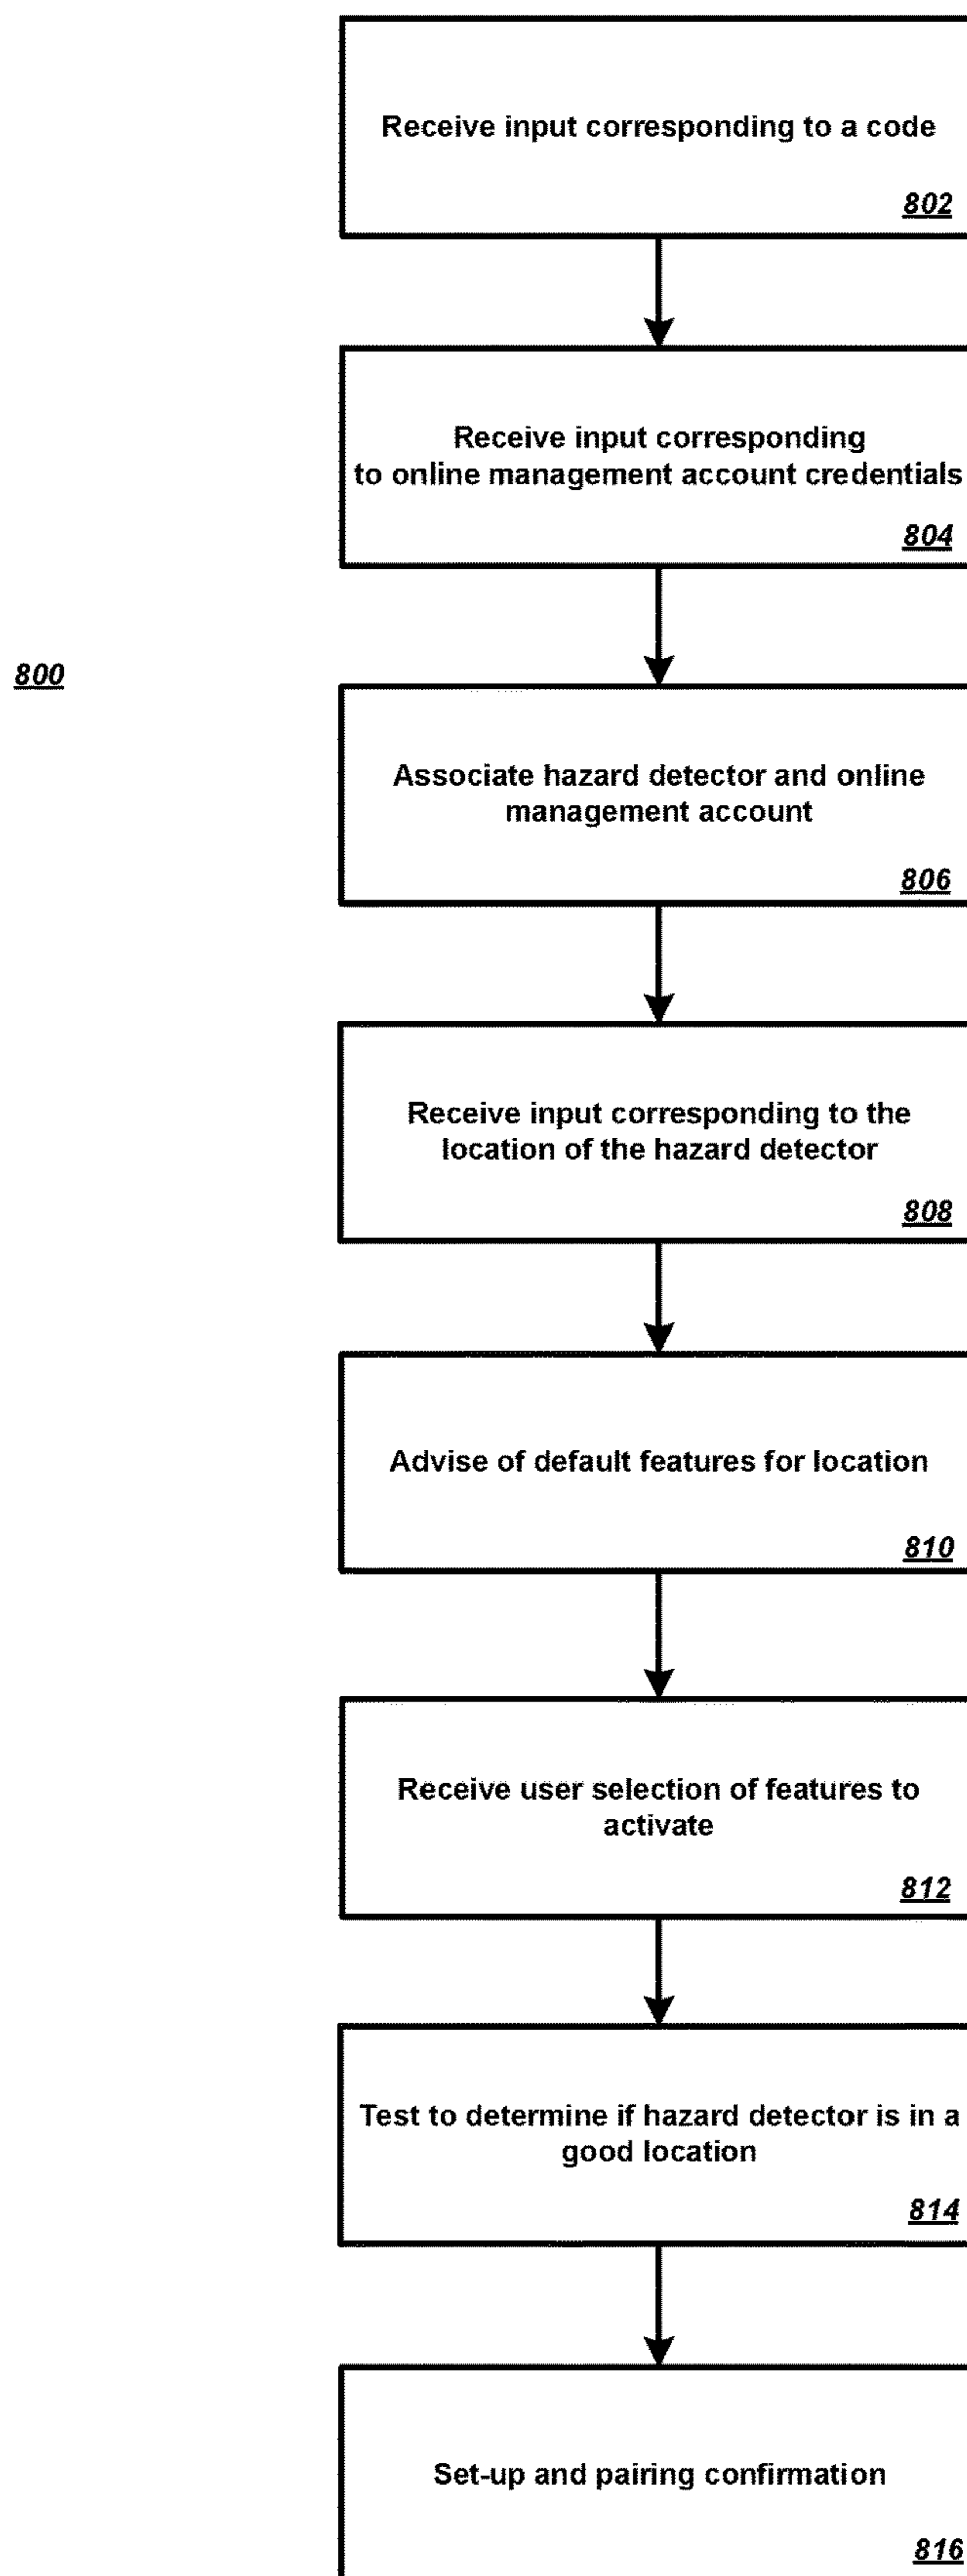 Receive input corresponding to a code
802
Receive input corresponding
to online management account credentials
804
800
Associate hazard detector and online
management account
806
Receive input corresponding to the
location of the hazard detector
808
Advise of default features for location
810
Receive user selection of features to
activate
812
Test to determine if hazard detector is in a
good location
814
Set-up and pairing confirmation
816